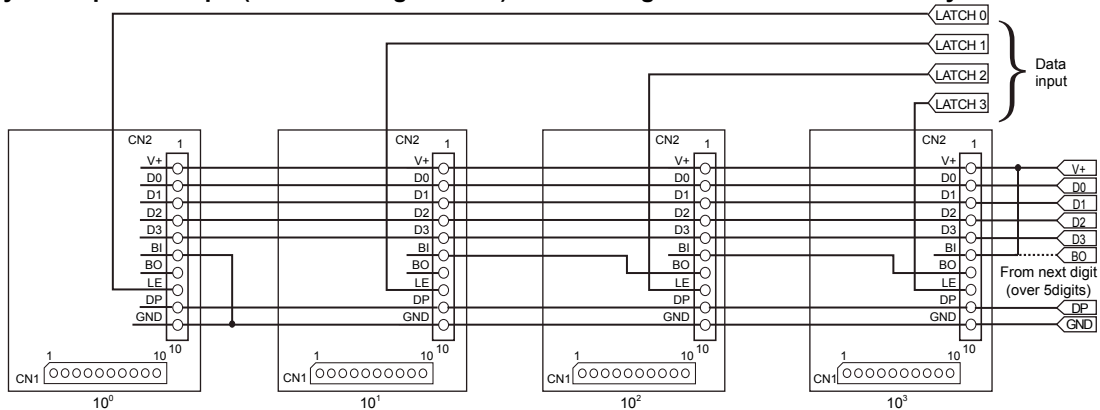 LATCH 0
LATCH 1
LATCH 2
LATCH 3
Data
input
CN2
1
V+
D0
D1
D2
D3
BI
BO
LE
DP
GND
10
CN1
1
10
10⁰
CN2
1
V+
D0
D1
D2
D3
BI
BO
LE
DP
GND
10
CN1
1
10
10¹
CN2
1
V+
D0
D1
D2
D3
BI
BO
LE
DP
GND
10
CN1
1
10
10²
CN2
1
V+
D0
D1
D2
D3
BI
BO
LE
DP
GND
10
CN1
1
10
10³
V+
D0
D1
D2
D3
BO
From next digit
(over 5digits)
DP
GND